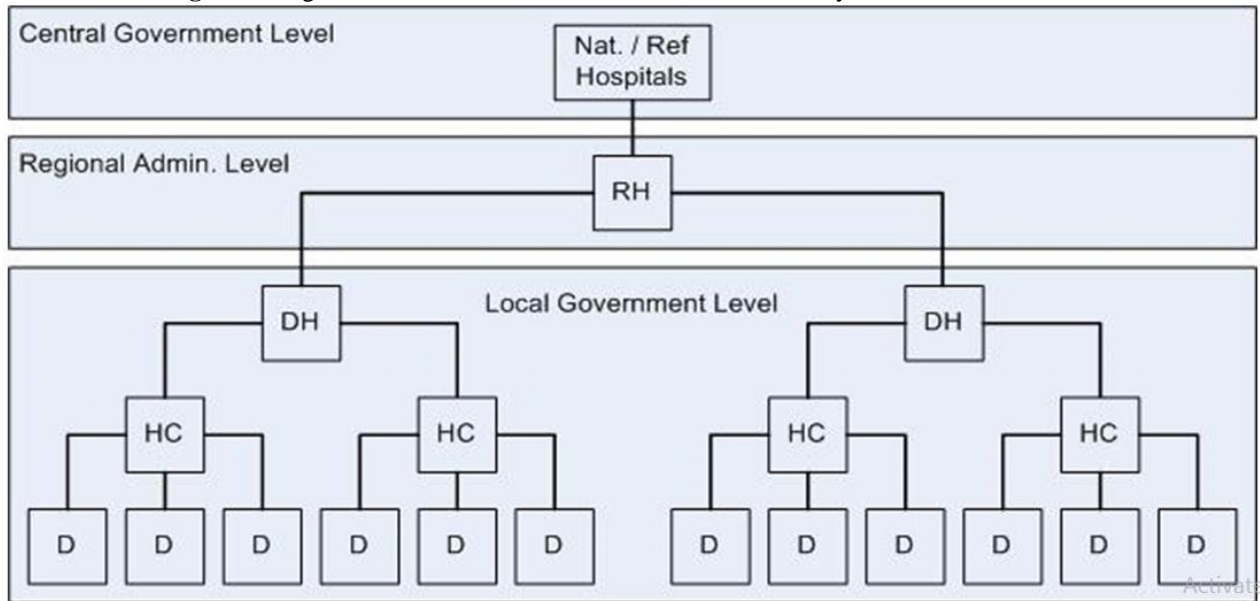 Central Government Level
Nat. / Ref
Hospitals
Regional Admin. Level
RH
Local Government Level
DH DH
HC HC HC HC
D D D D D D D D D D D D
Activate